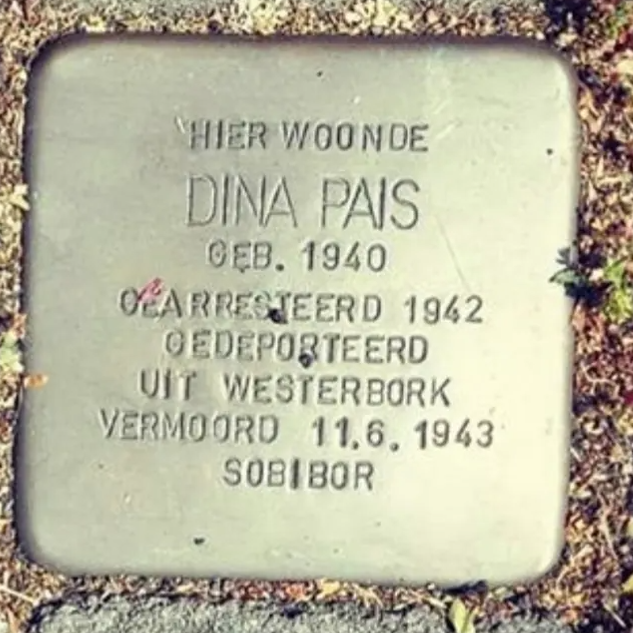 HIER WOONDE
DINA PAIS
GEB. 1940
GEARRESTEERD 1942
GEDEPORTEERD
UIT WESTERBORK
VERMOORD 11.6.1943
SOBIBOR